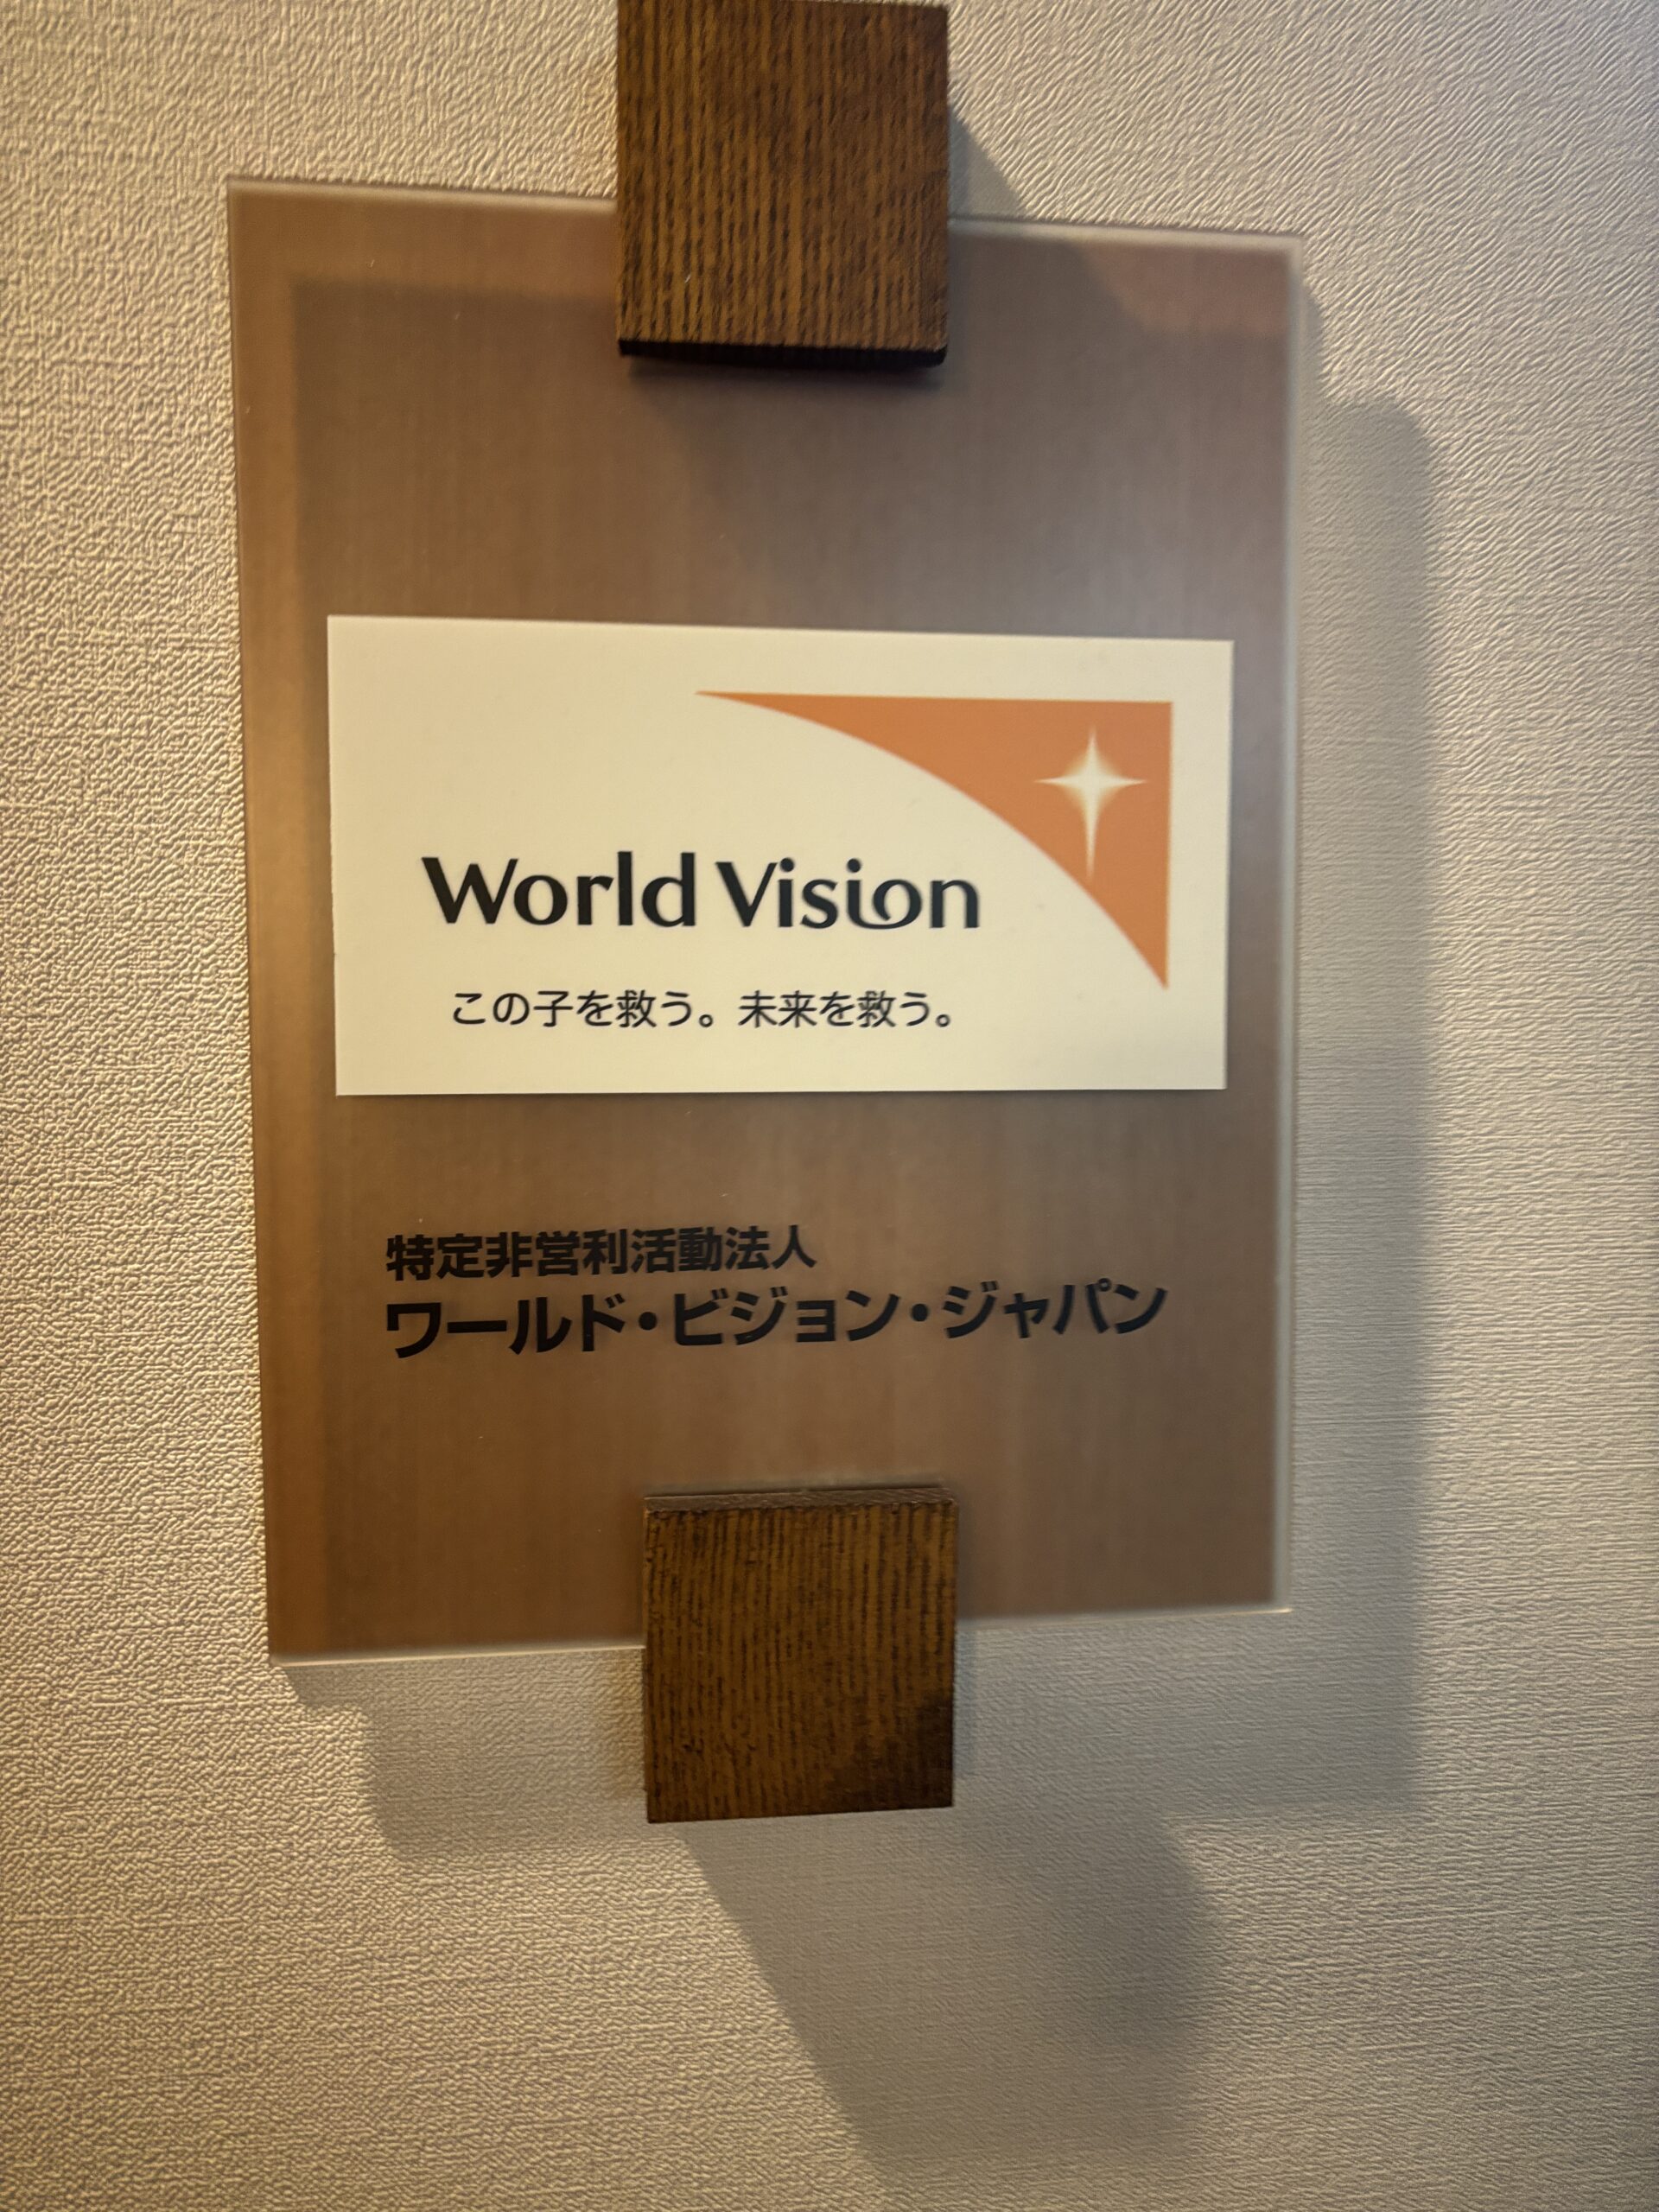 World Vision
この子を救う。未来を救う。
特定非営利活動法人
ワールド・ビジョン・ジャパン